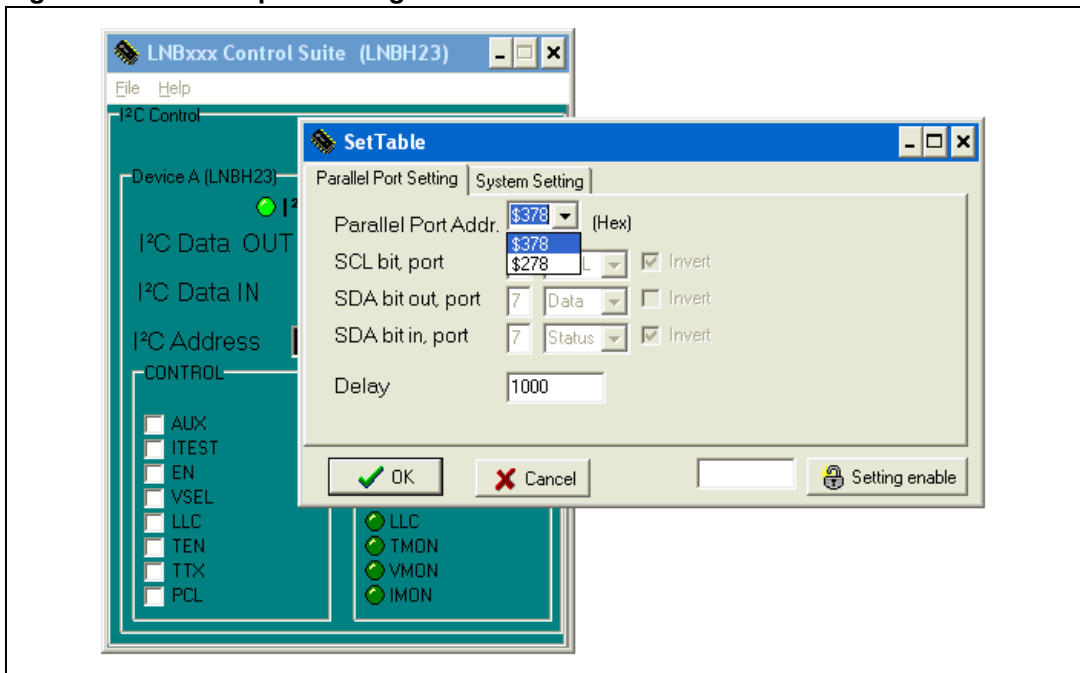 LNBxxx Control Suite (LNBH23)
File Help
I²C Control
Device A (LNBH23)
I²C Data OUT
I²C Data IN
I²C Address
CONTROL
AUX
ITEST
EN
VSEL
LLC
TEN
TTX
PCL
LLC
TMON
VMON
IMON
SetTable
Parallel Port Setting System Setting
Parallel Port Addr. $378 (Hex)
$378
$278
SCL bit, port L Invert
SDA bit out, port 7 Data Invert
SDA bit in, port 7 Status Invert
Delay 1000
OK Cancel Setting enable